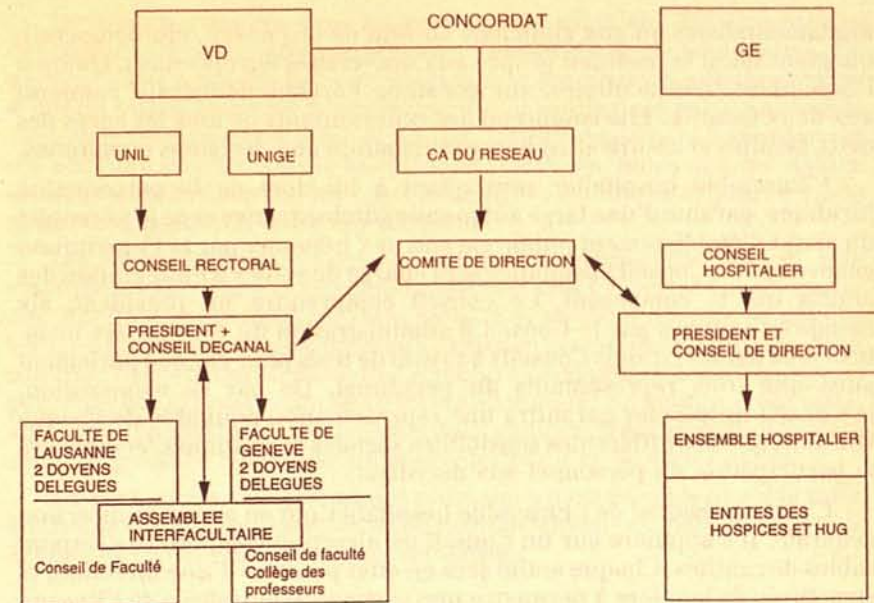 CONCORDAT
VD
GE
UNIL
UNIGE
CA DU RESEAU
CONSEIL RECTORAL
COMITE DE DIRECTION
CONSEIL
HOSPITALIER
PRESIDENT +
CONSEIL DECANAL
PRESIDENT ET
CONSEIL DE DIRECTION
FACULTE DE
LAUSANNE
2 DOYENS
DELEGUES
FACULTE DE
GENEVE
2 DOYENS
DELEGUES
ENSEMBLE HOSPITALIER
ASSEMBLEE
INTERFACULTAIRE
ENTITES DES
HOSPICES ET HUG
Conseil de Faculté
Conseil de faculté
Collège des
professeurs